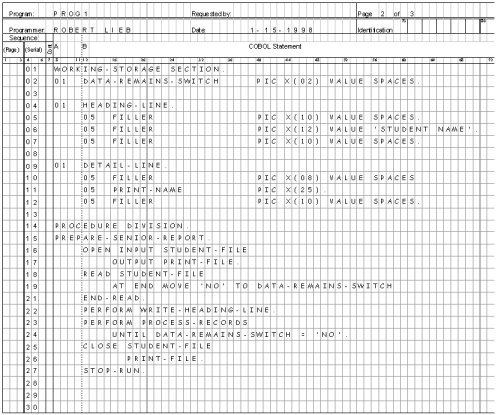 Program: PROG1 Requested by: Page 2 of 3
Programmer: ROBERT LIEB Date 1-15-1998 Identification
Sequence:
(Page) (Serial) Cont A B COBOL Statement
01 WORKING-STORAGE SECTION.
02 01 DATA-REMAINS-SWITCH PIC X(02) VALUE SPACES.
03
04 01 HEADING-LINE.
05 05 FILLER PIC X(10) VALUE SPACES.
06 05 FILLER PIC X(12) VALUE 'STUDENT NAME'.
07 05 FILLER PIC X(10) VALUE SPACES.
08
09 01 DETAIL-LINE.
10 05 FILLER PIC X(08) VALUE SPACES
11 05 PRINT-NAME PIC X(25).
12 05 FILLER PIC X(10) VALUE SPACES.
13
14 PROCEDURE DIVISION.
15 PREPARE-SENIOR-REPORT.
16 OPEN INPUT STUDENT-FILE
17 OUTPUT PRINT-FILE.
18 READ STUDENT-FILE
19 AT END MOVE 'NO' TO DATA-REMAINS-SWITCH
21 END-READ.
22 PERFORM WRITE-HEADING-LINE.
23 PERFORM PROCESS-RECORDS
24 UNTIL DATA-REMAINS-SWITCH = 'NO'.
25 CLOSE STUDENT-FILE
26 PRINT-FILE.
27 STOP-RUN.
28
29
30